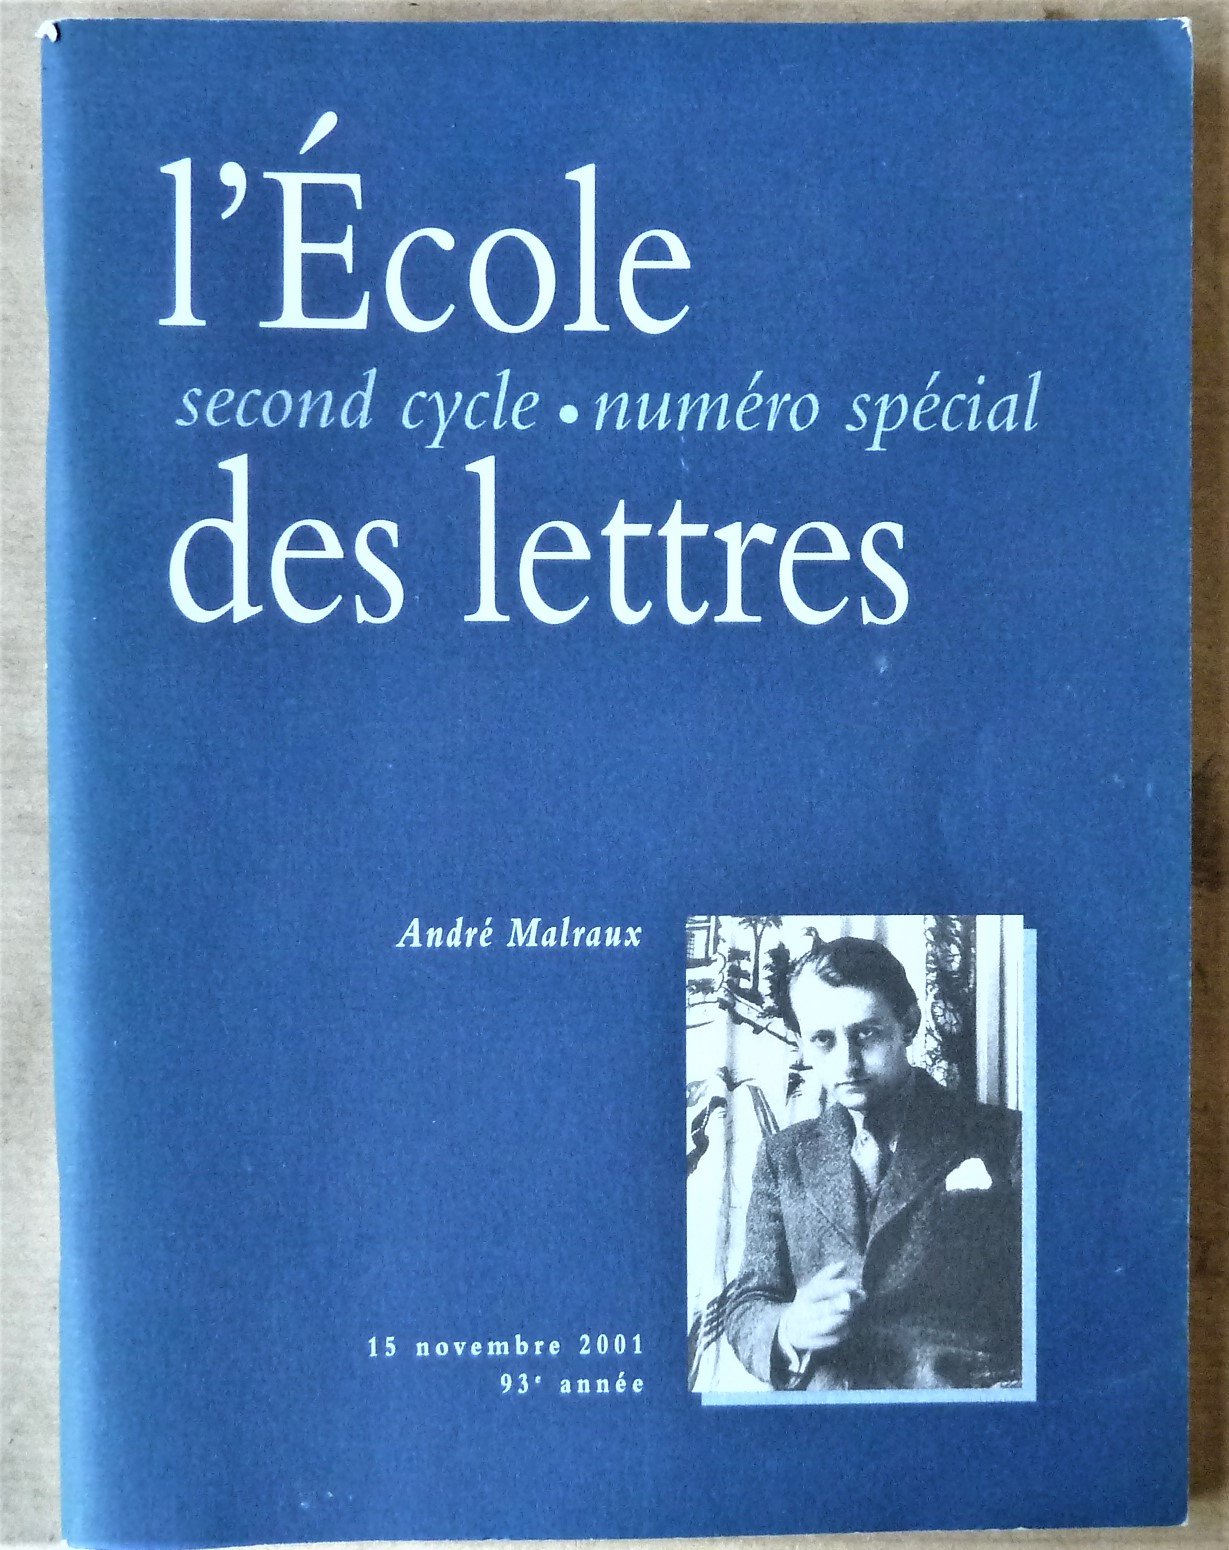 l'École
second cycle • numéro spécial
des lettres
André Malraux
15 novembre 2001
93e année